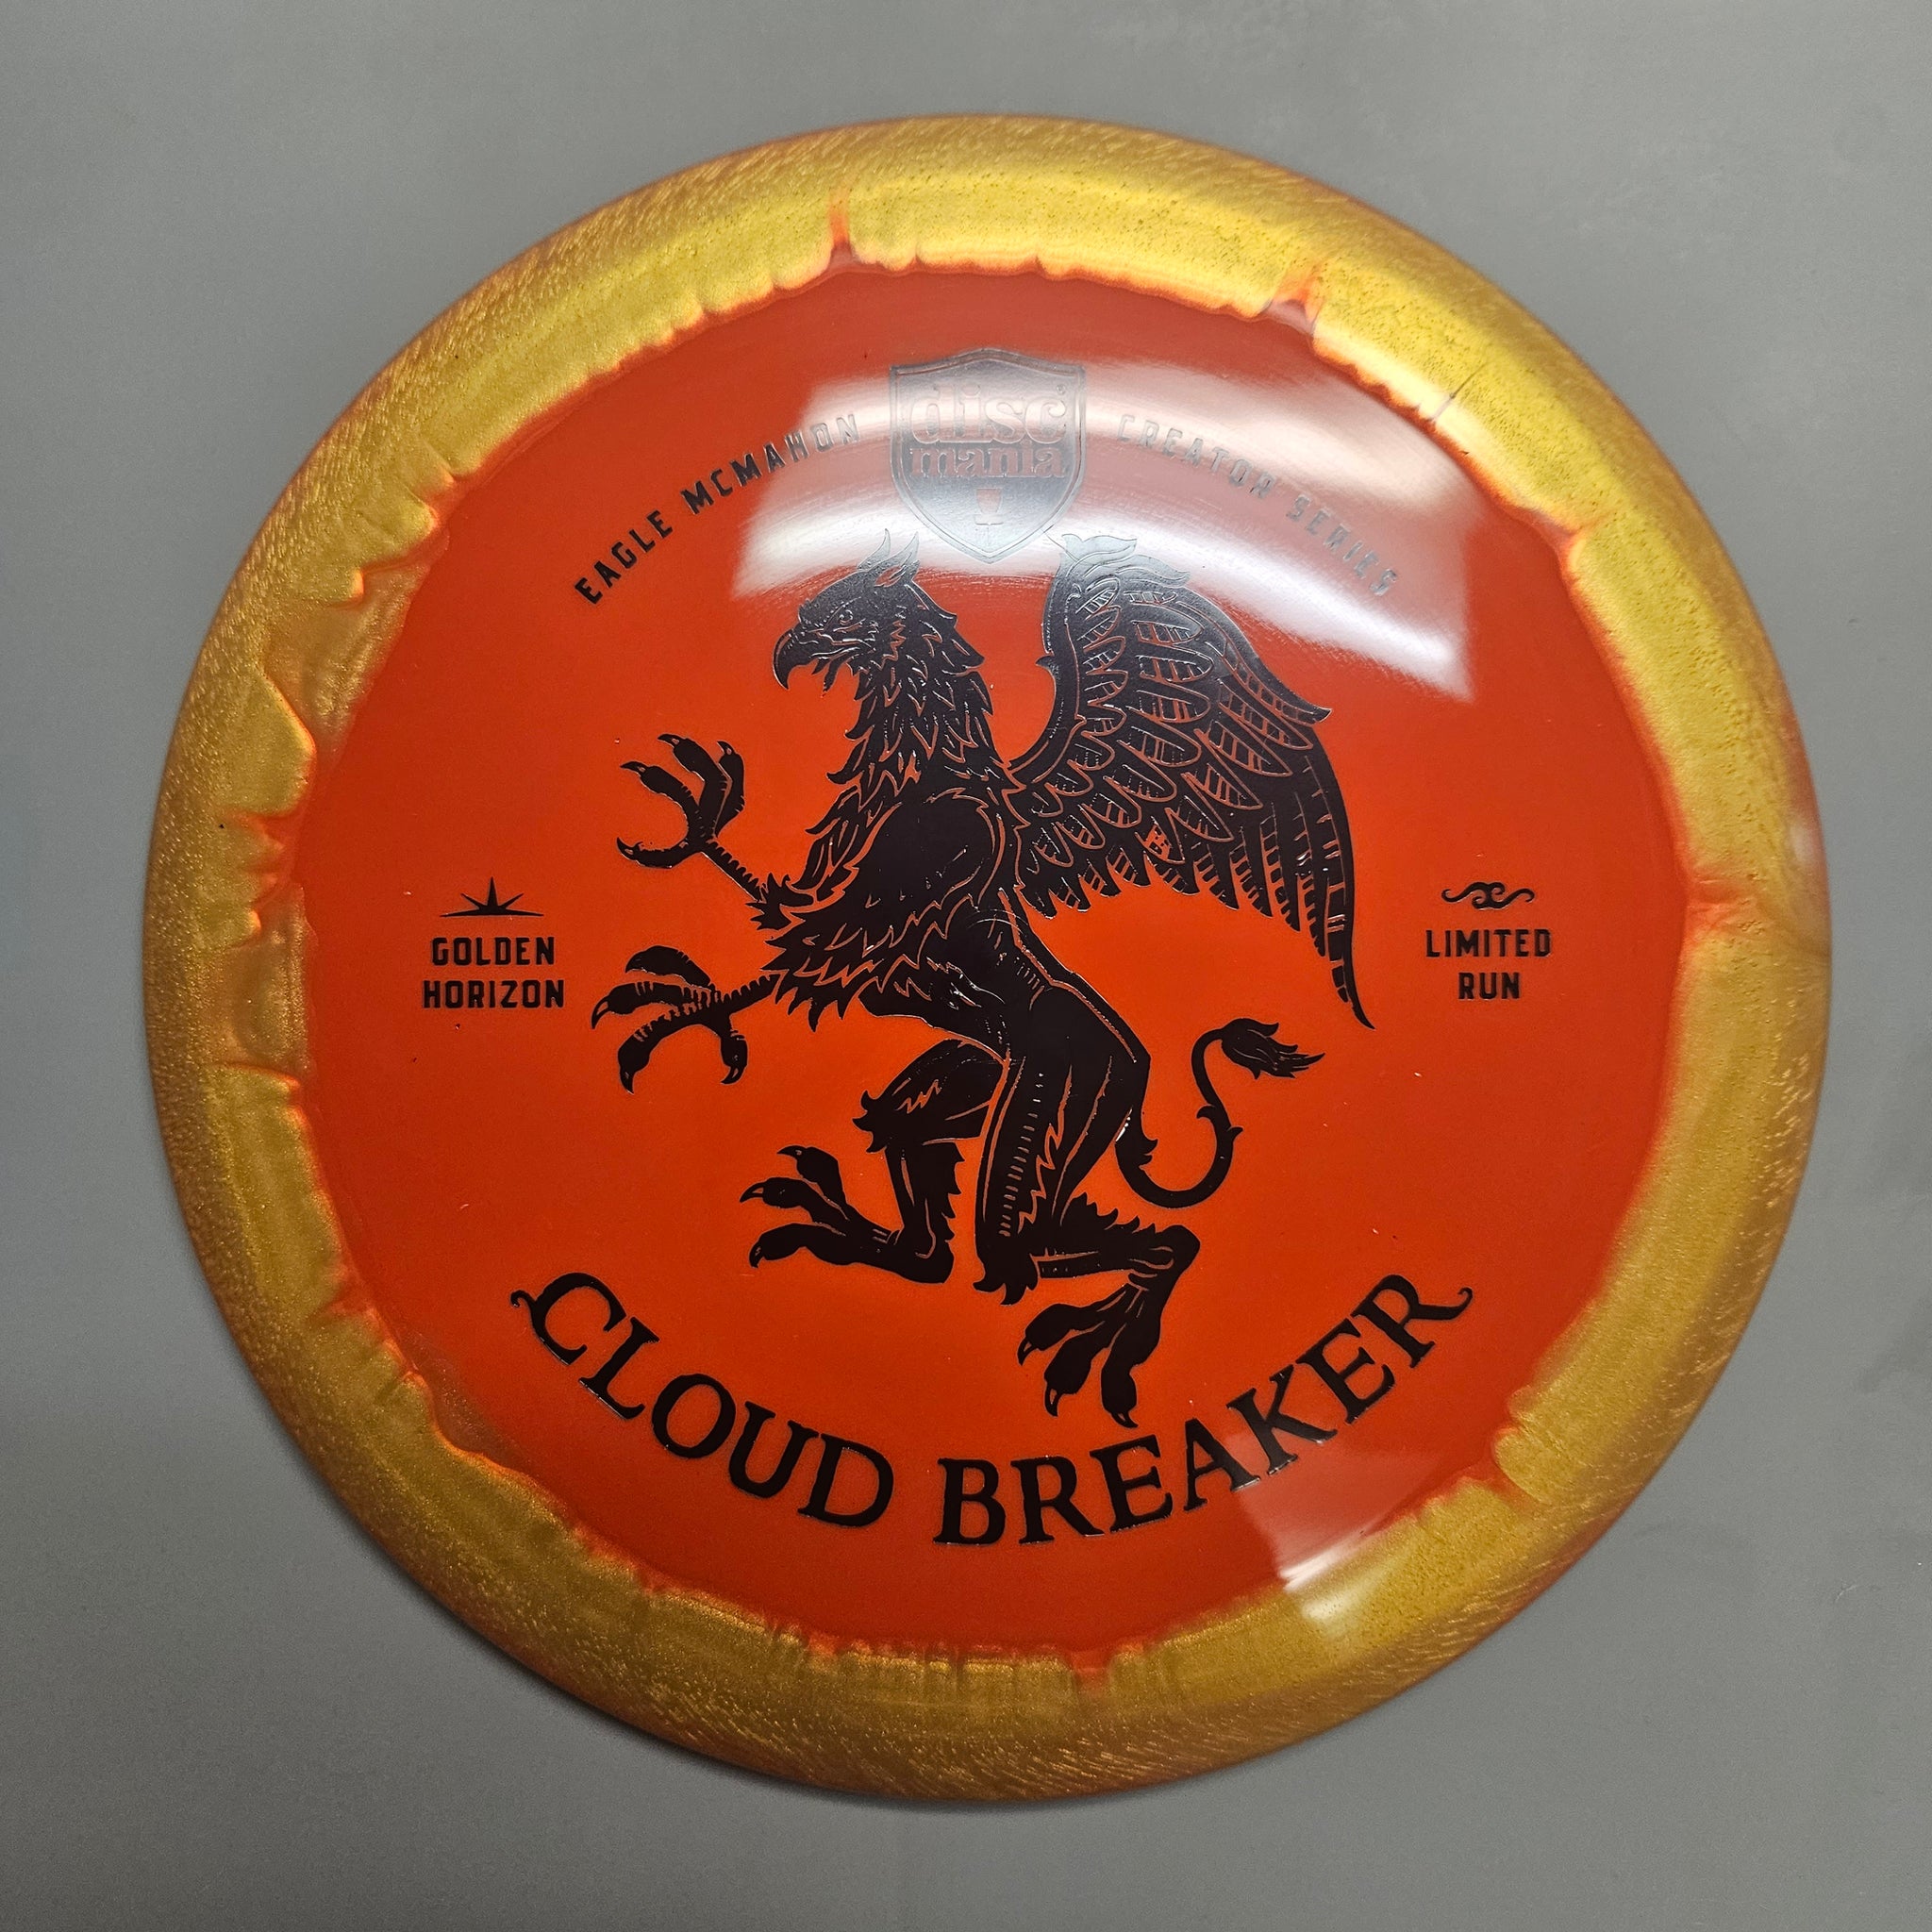 EAGLE MCMAHON
disc
mania
CREATOR SERIES
GOLDEN
HORIZON
LIMITED
RUN
CLOUD BREAKER